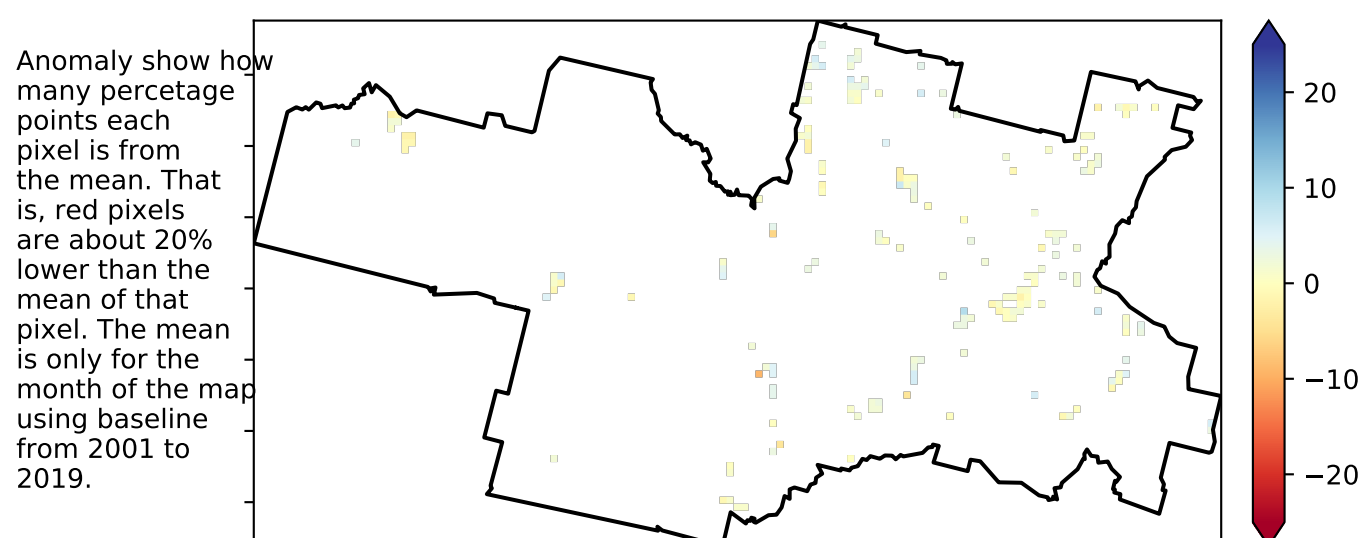 Anomaly show how
many percetage
points each
pixel is from
the mean. That
is, red pixels
are about 20%
lower than the
mean of that
pixel. The mean
is only for the
month of the map
using baseline
from 2001 to
2019.
20
10
0
−10
−20